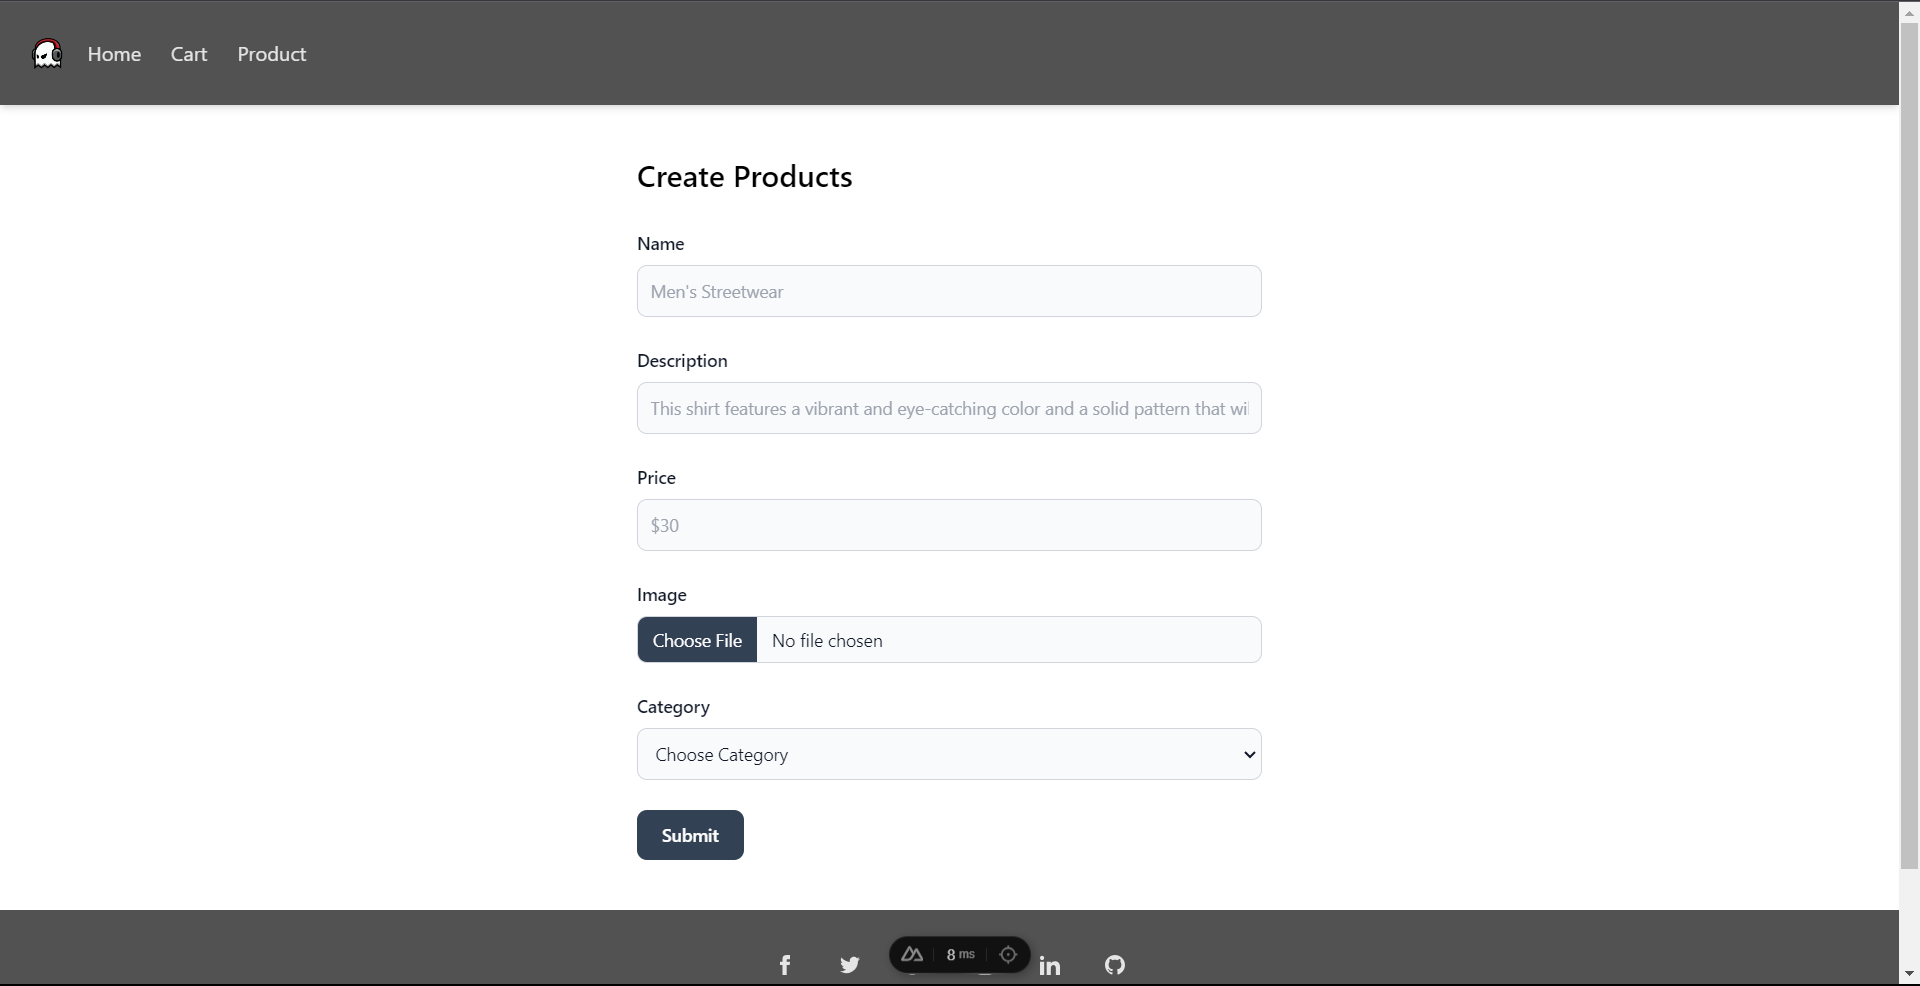 Home Cart Product
Create Products
Name
Men's Streetwear
Description
This shirt features a vibrant and eye-catching color and a solid pattern that wil
Price
$30
Image
Choose File No file chosen
Category
Choose Category
Submit
8 ms